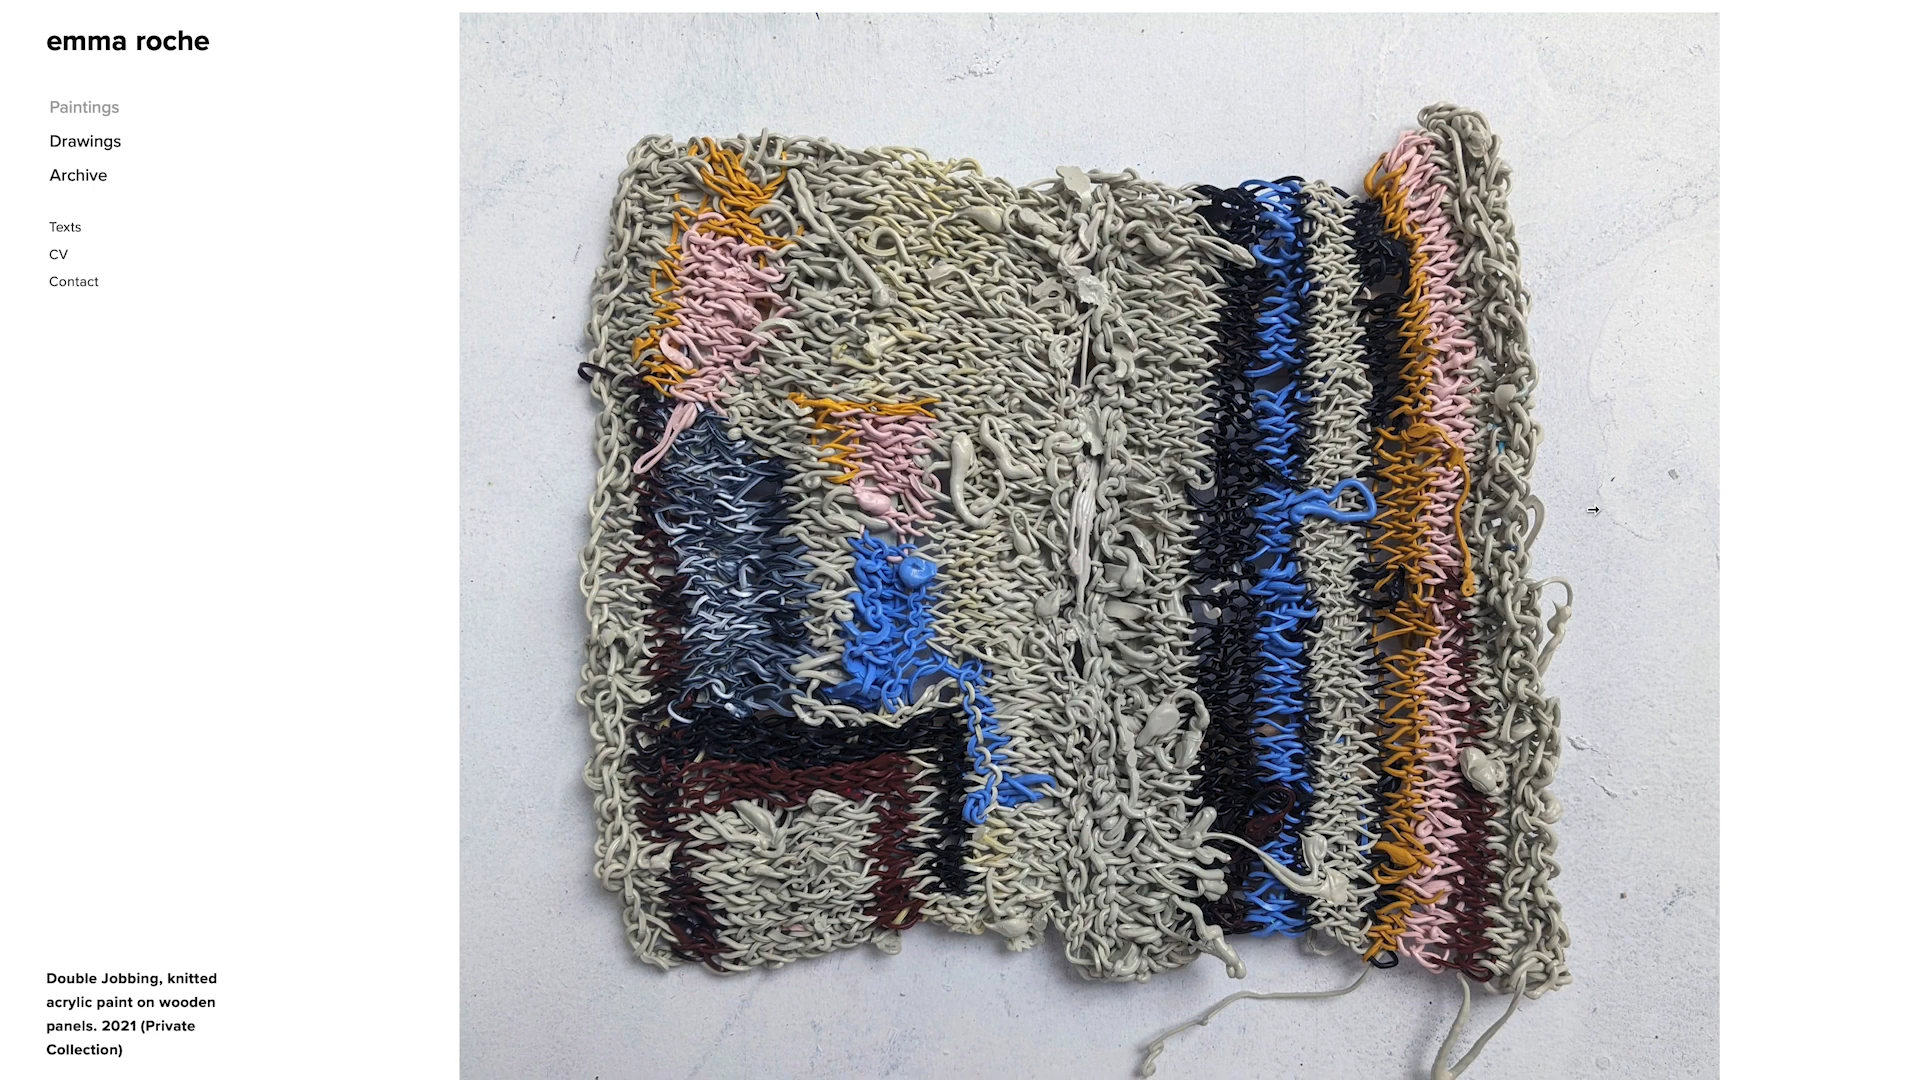 emma roche
Paintings
Drawings
Archive
Texts
CV
Contact
Double Jobbing, knitted
acrylic paint on wooden
panels. 2021 (Private
Collection)